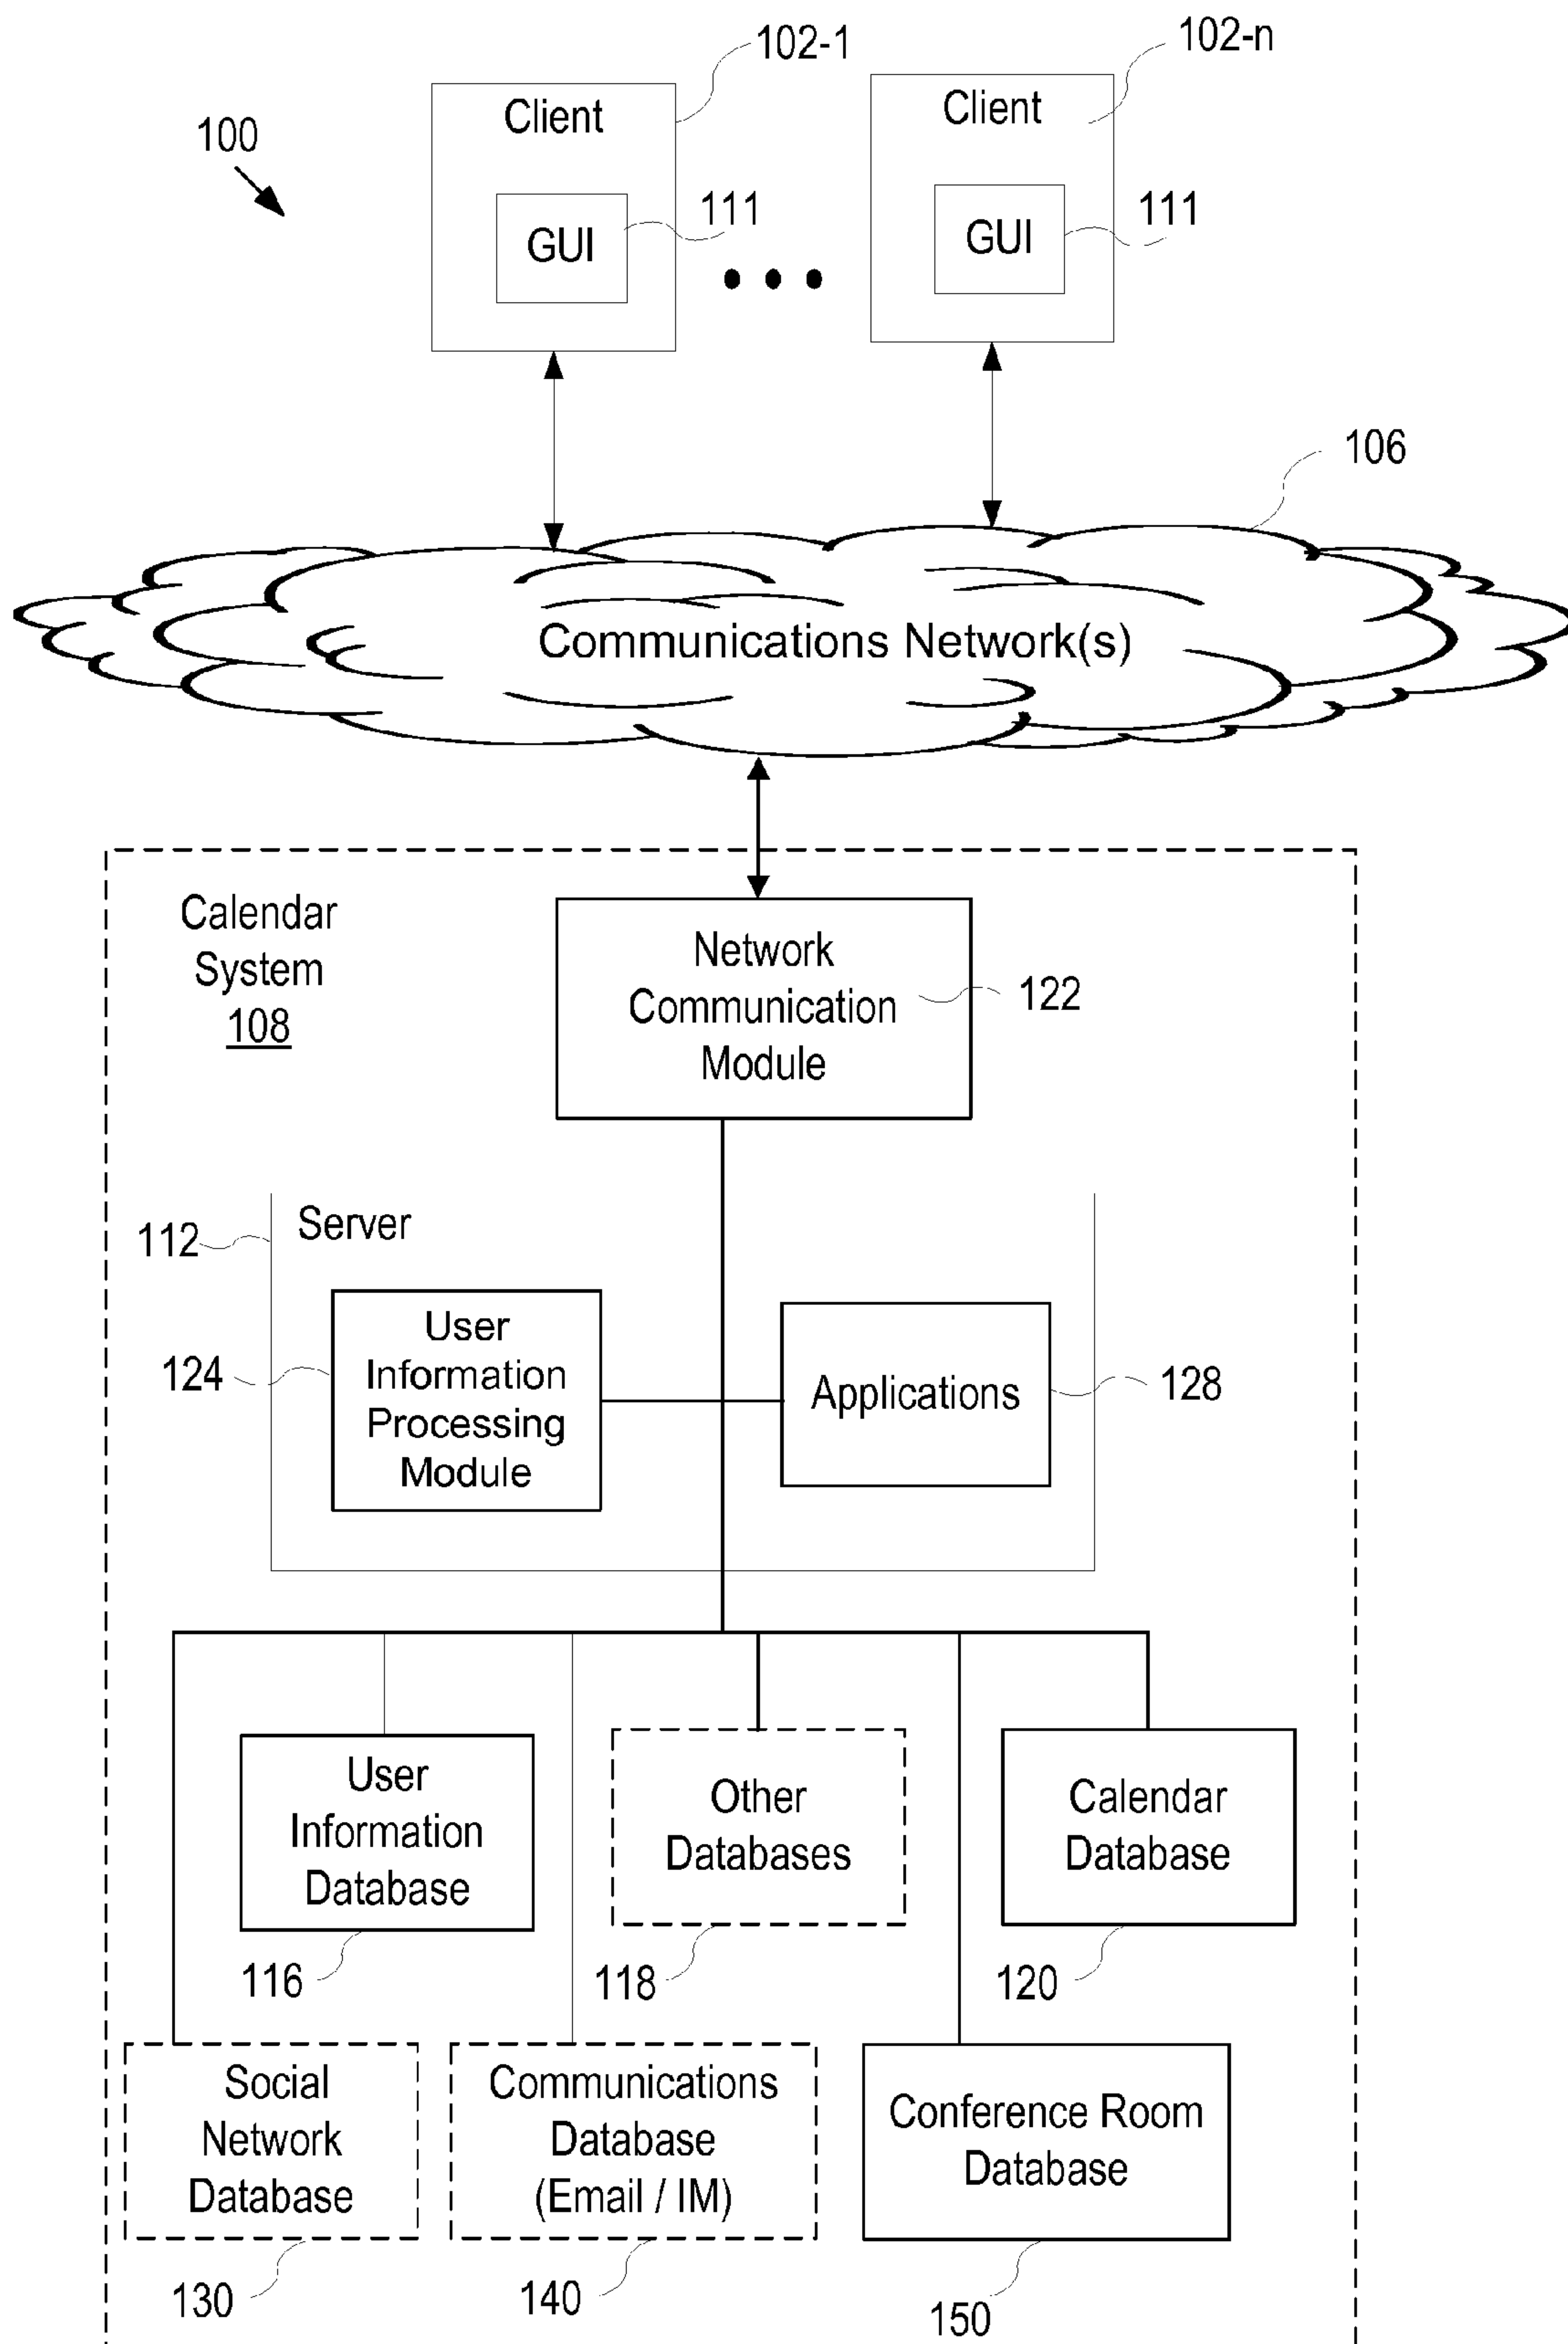 102-1
102-n
100
Client
Client
111
111
GUI
GUI
106
Communications Network(s)
Calendar
System
108
Network
Communication
Module
122
Server
112
User
Information
Processing
Module
124
Applications
128
User
Information
Database
Other
Databases
Calendar
Database
116
118
120
Social
Network
Database
Communications
Database
(Email / IM)
Conference Room
Database
130
140
150